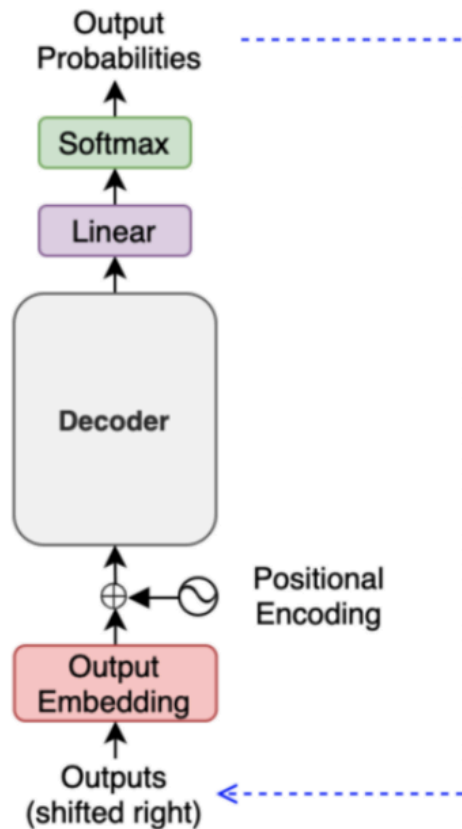 Output
Probabilities
Softmax
Linear
Decoder
Positional
Encoding
Output
Embedding
Outputs
(shifted right)